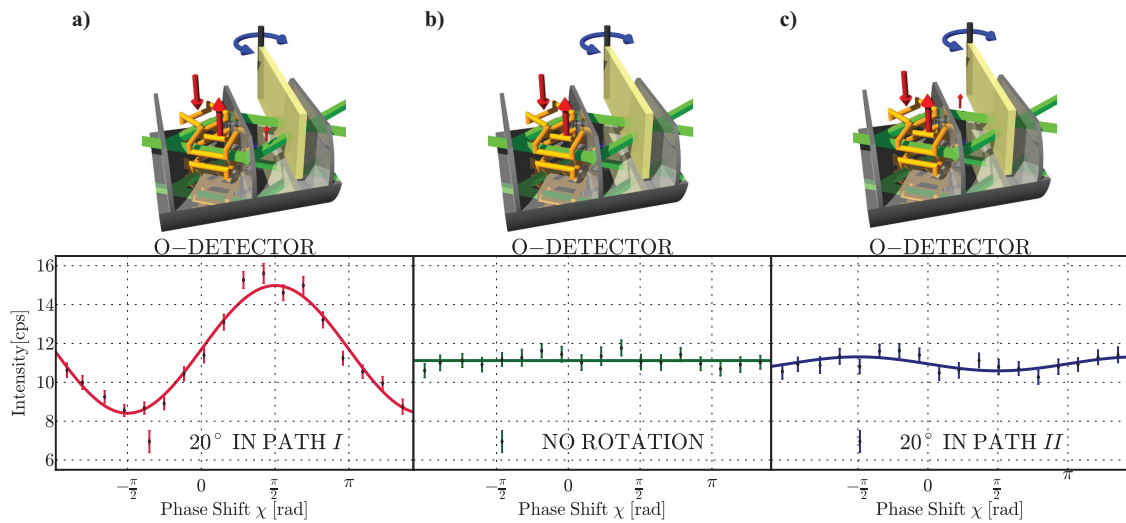 a)
b)
c)
O−DETECTOR
O−DETECTOR
O−DETECTOR
Intensity[cps]
16
14
12
10
8
6
20° IN PATH I
NO ROTATION
20° IN PATH II
−π/2 0 π/2 π
−π/2 0 π/2 π
−π/2 0 π/2 π
Phase Shift χ [rad]
Phase Shift χ [rad]
Phase Shift χ [rad]